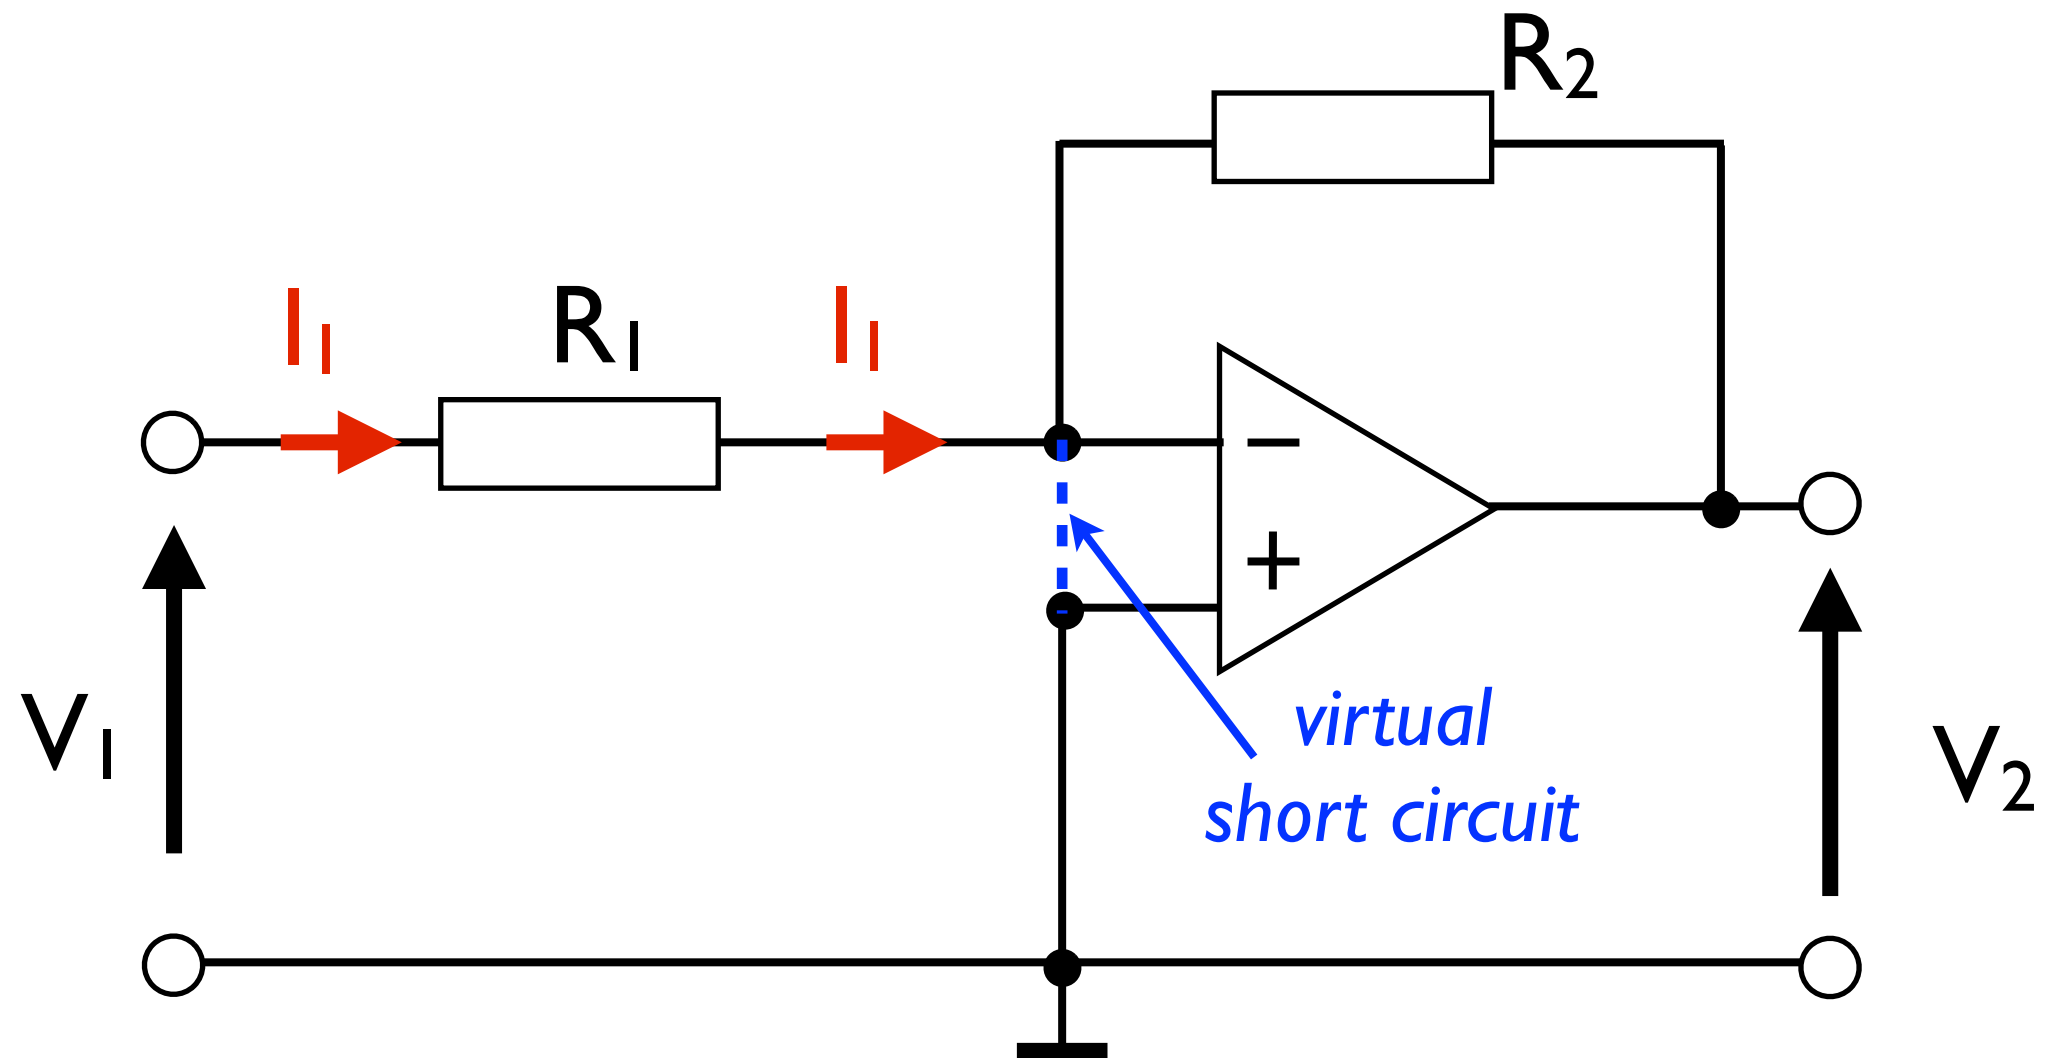 R2
I1
R1
I1
−
+
V1
virtual
short circuit
V2